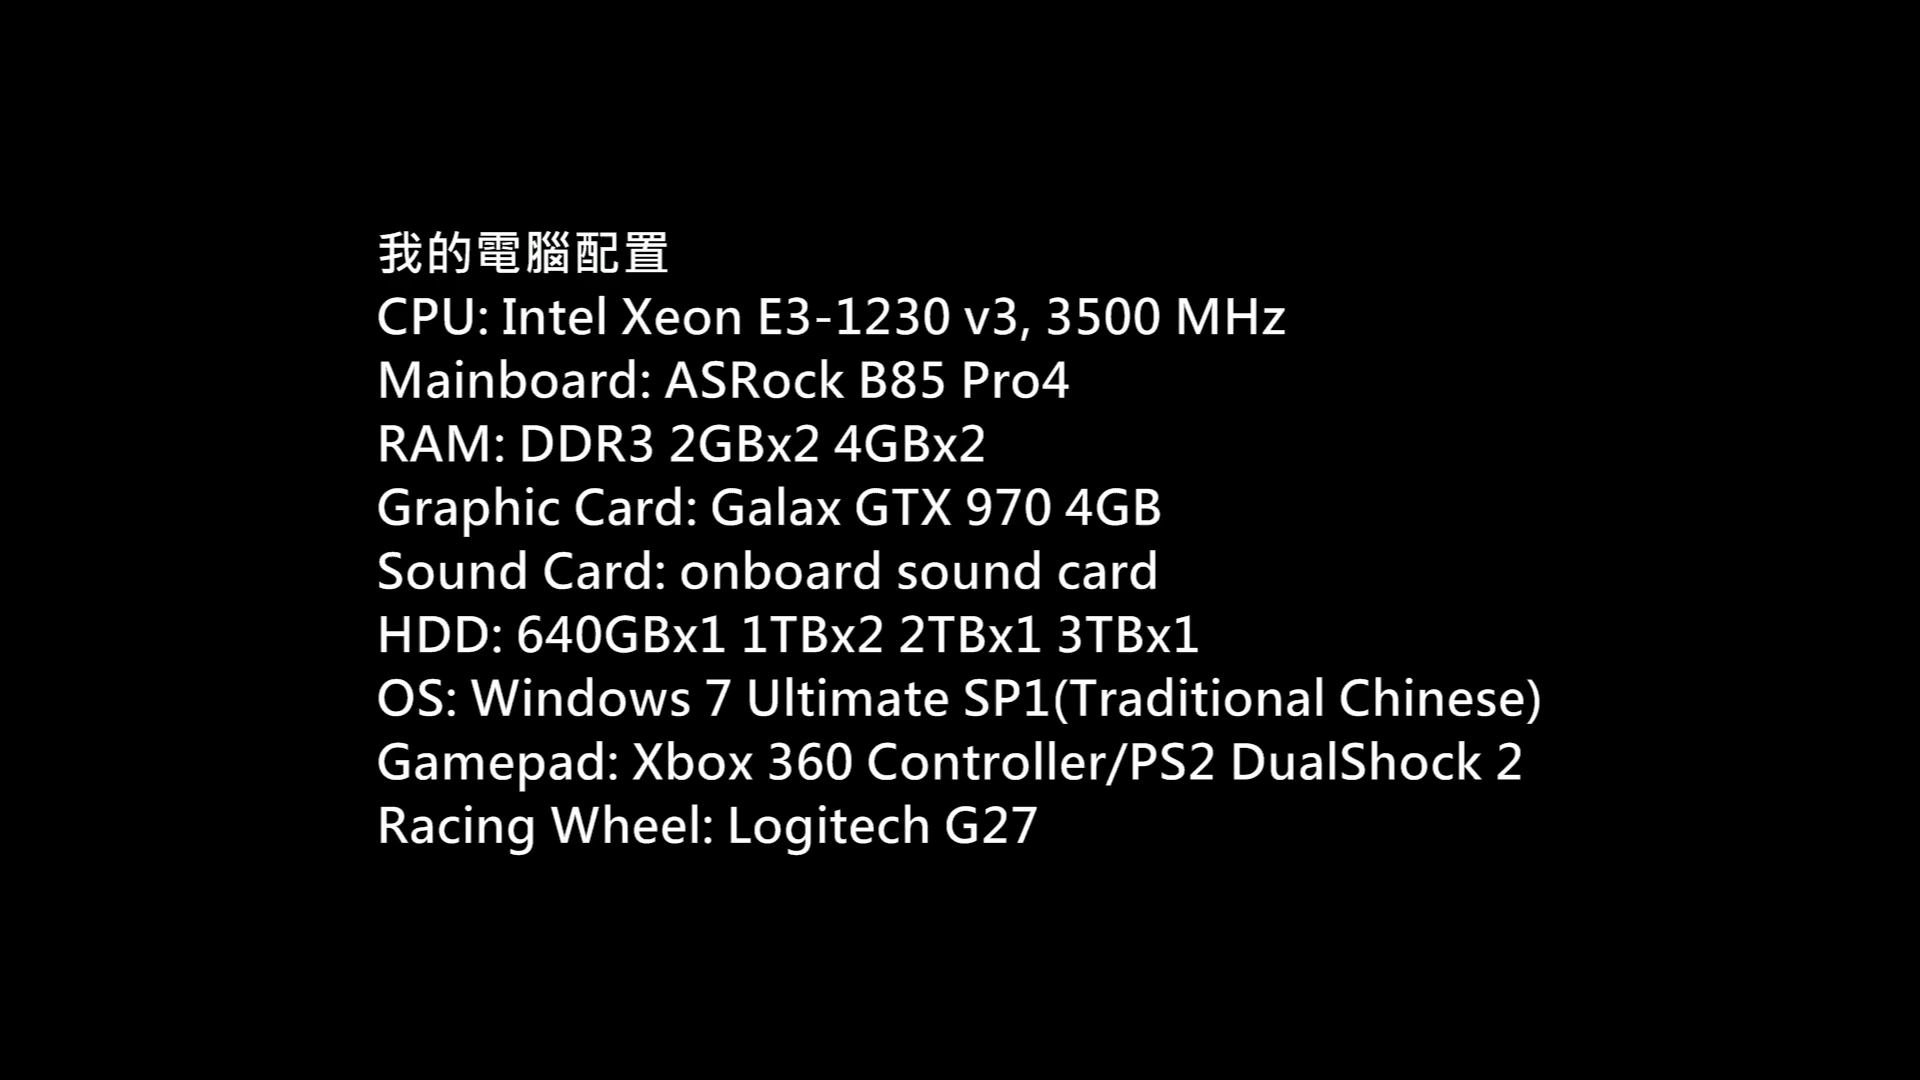 我的電腦配置
CPU: Intel Xeon E3-1230 v3, 3500 MHz
Mainboard: ASRock B85 Pro4
RAM: DDR3 2GBx2 4GBx2
Graphic Card: Galax GTX 970 4GB
Sound Card: onboard sound card
HDD: 640GBx1 1TBx2 2TBx1 3TBx1
OS: Windows 7 Ultimate SP1(Traditional Chinese)
Gamepad: Xbox 360 Controller/PS2 DualShock 2
Racing Wheel: Logitech G27